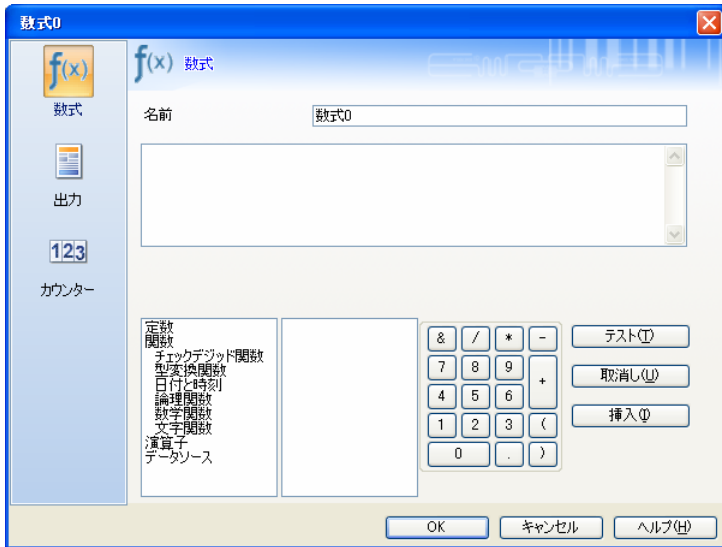 数式0
f(x)
数式
f(x) 数式
名前
数式0
出力
123
カウンター
定数
関数
チェックデジッド関数
型変換関数
日付と時刻
論理関数
数学関数
文字関数
演算子
データソース
& / * -
7 8 9 +
4 5 6
1 2 3 (
0 . )
テスト(T)
取消し(U)
挿入(I)
OK キャンセル ヘルプ(H)